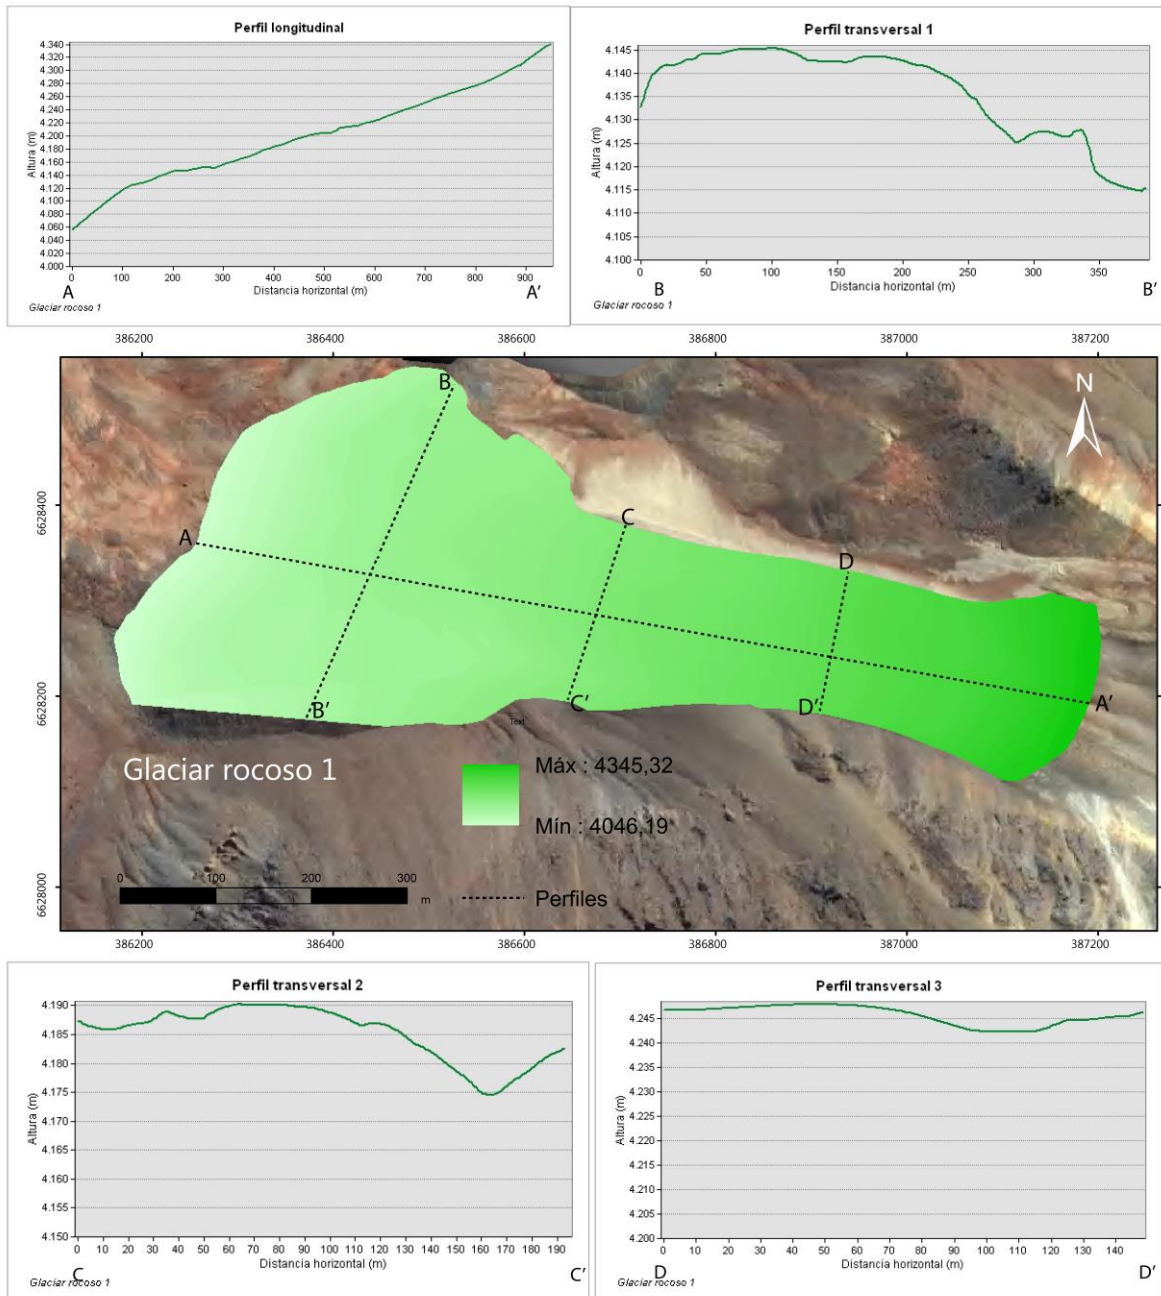 Perfil longitudinal
4.340
4.320
4.300
4.280
4.260
4.240
4.220
4.200
4.180
4.160
4.140
4.120
4.100
4.080
4.060
4.040
4.020
4.000
Altura (m)
0 100 200 300 400 500 600 700 800 900
Distancia horizontal (m)
A A'
Glaciar rocoso 1
Perfil transversal 1
4.145
4.140
4.135
4.130
4.125
4.120
4.115
4.110
4.105
4.100
Altura (m)
0 50 100 150 200 250 300 350
Distancia horizontal (m)
B B'
Glaciar rocoso 1
386200 386400 386600 386800 387000 387200
6628400
6628200
6628000
N
B
C
A
D
B'
C'
D'
A'
Text
Glaciar rocoso 1
Máx : 4345,32
Mín : 4046,19
0 100 200 300
m
Perfiles
386200 386400 386600 386800 387000 387200
Perfil transversal 2
4.190
4.185
4.180
4.175
4.170
4.165
4.160
4.155
4.150
Altura (m)
0 10 20 30 40 50 60 70 80 90 100 110 120 130 140 150 160 170 180 190
Distancia horizontal (m)
C C'
Glaciar rocoso 1
Perfil transversal 3
4.245
4.240
4.235
4.230
4.225
4.220
4.215
4.210
4.205
4.200
Altura (m)
0 10 20 30 40 50 60 70 80 90 100 110 120 130 140
Distancia horizontal (m)
D D'
Glaciar rocoso 1